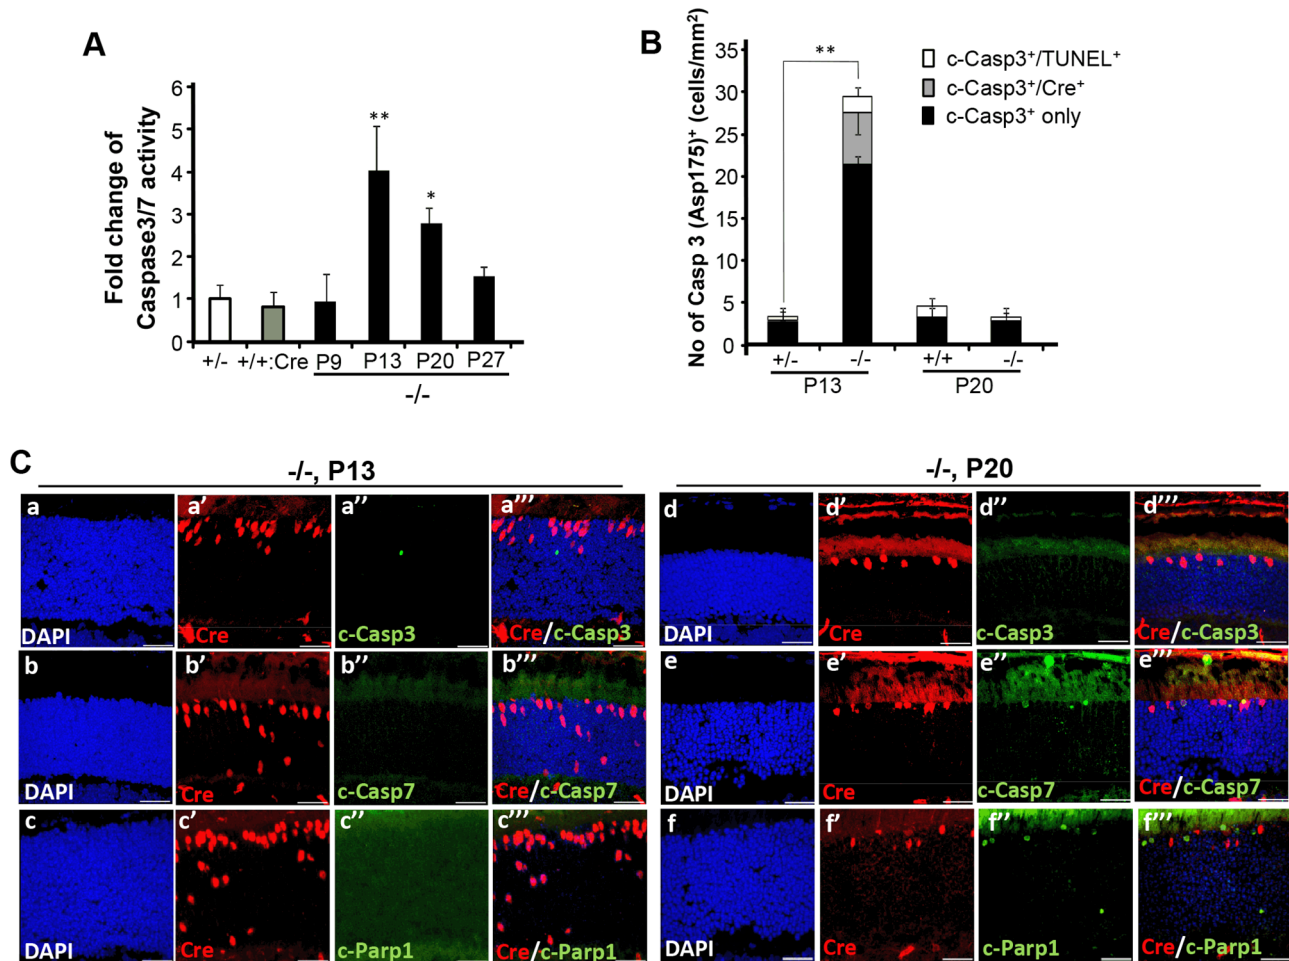 A
Fold change of
Caspase3/7 activity
6
5
4
3
2
1
0
**
*
+/- +/+:Cre P9 P13 P20 P27
-/-
B
No of Casp 3 (Asp175)⁺ (cells/mm²)
35
30
25
20
15
10
5
0
**
c-Casp3⁺/TUNEL⁺
c-Casp3⁺/Cre⁺
c-Casp3⁺ only
+/- -/- +/+ -/-
P13 P20
C
-/-, P13
a a' a'' a'''
DAPI Cre c-Casp3 Cre/c-Casp3
b b' b'' b'''
DAPI Cre c-Casp7 Cre/c-Casp7
c c' c'' c'''
DAPI Cre c-Parp1 Cre/c-Parp1
-/-, P20
d d' d'' d'''
DAPI Cre c-Casp3 Cre/c-Casp3
e e' e'' e'''
DAPI Cre c-Casp7 Cre/c-Casp7
f f' f'' f'''
DAPI Cre c-Parp1 Cre/c-Parp1